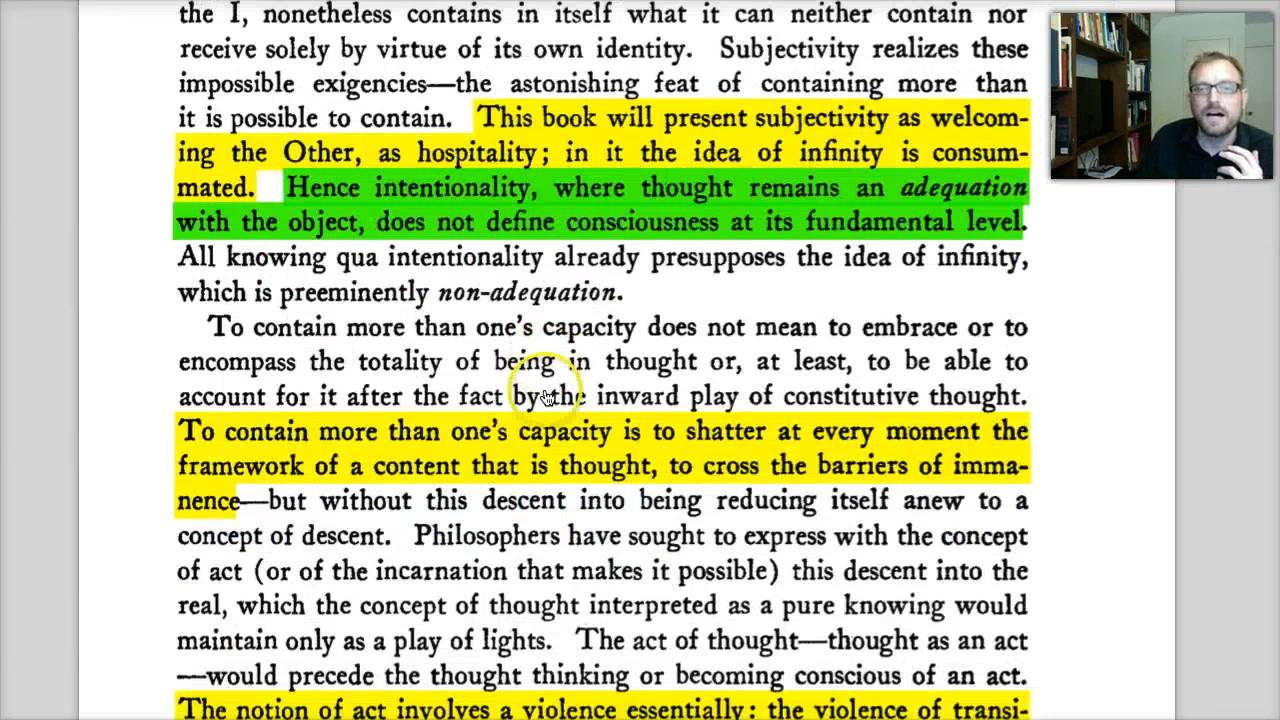 the I, nonetheless contains in itself what it can neither contain nor
receive solely by virtue of its own identity. Subjectivity realizes these
impossible exigencies—the astonishing feat of containing more than
it is possible to contain. This book will present subjectivity as welcom-
ing the Other, as hospitality; in it the idea of infinity is consum-
mated. Hence intentionality, where thought remains an adequation
with the object, does not define consciousness at its fundamental level.
All knowing qua intentionality already presupposes the idea of infinity,
which is preeminently non-adequation.
To contain more than one's capacity does not mean to embrace or to
encompass the totality of being in thought or, at least, to be able to
account for it after the fact by the inward play of constitutive thought.
To contain more than one's capacity is to shatter at every moment the
framework of a content that is thought, to cross the barriers of imma-
nence—but without this descent into being reducing itself anew to a
concept of descent. Philosophers have sought to express with the concept
of act (or of the incarnation that makes it possible) this descent into the
real, which the concept of thought interpreted as a pure knowing would
maintain only as a play of lights. The act of thought—thought as an act
—would precede the thought thinking or becoming conscious of an act.
The notion of act involves a violence essentially: the violence of transi-